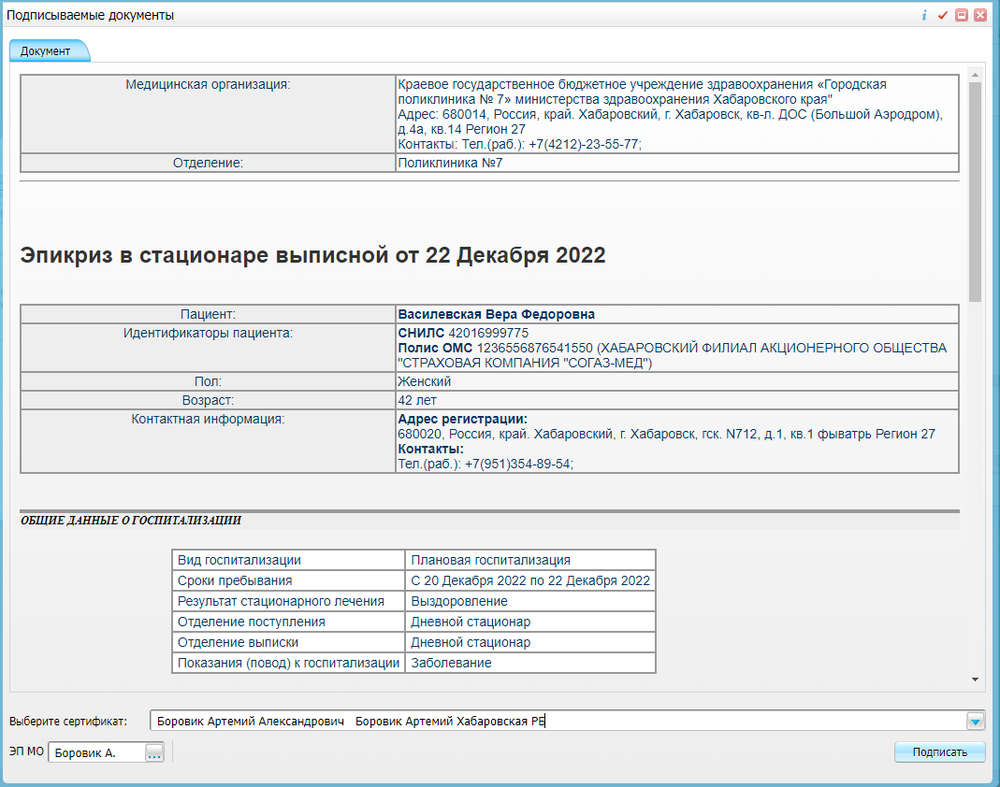 Подписываемые документы
Документ
Медицинская организация:
Краевое государственное бюджетное учреждение здравоохранения «Городская
поликлиника № 7» министерства здравоохранения Хабаровского края"
Адрес: 680014, Россия, край. Хабаровский, г. Хабаровск, кв-л. ДОС (Большой Аэродром),
д.4а, кв.14 Регион 27
Контакты: Тел.(раб.): +7(4212)-23-55-77;
Отделение:
Поликлиника №7
Эпикриз в стационаре выписной от 22 Декабря 2022
Пациент:
Василевская Вера Федоровна
Идентификаторы пациента:
СНИЛС 42016999775
Полис ОМС 1236556876541550 (ХАБАРОВСКИЙ ФИЛИАЛ АКЦИОНЕРНОГО ОБЩЕСТВА
"СТРАХОВАЯ КОМПАНИЯ "СОГАЗ-МЕД")
Пол:
Женский
Возраст:
42 лет
Контактная информация:
Адрес регистрации:
680020, Россия, край. Хабаровский, г. Хабаровск, гск. N712, д.1, кв.1 фыватрь Регион 27
Контакты:
Тел.(раб.): +7(951)354-89-54;
ОБЩИЕ ДАННЫЕ О ГОСПИТАЛИЗАЦИИ
Вид госпитализации
Плановая госпитализация
Сроки пребывания
С 20 Декабря 2022 по 22 Декабря 2022
Результат стационарного лечения
Выздоровление
Отделение поступления
Дневной стационар
Отделение выписки
Дневной стационар
Показания (повод) к госпитализации
Заболевание
Выберите сертификат:
Боровик Артемий Александрович Боровик Артемий Хабаровская РБ
ЭП МО
Боровик А.
...
Подписать